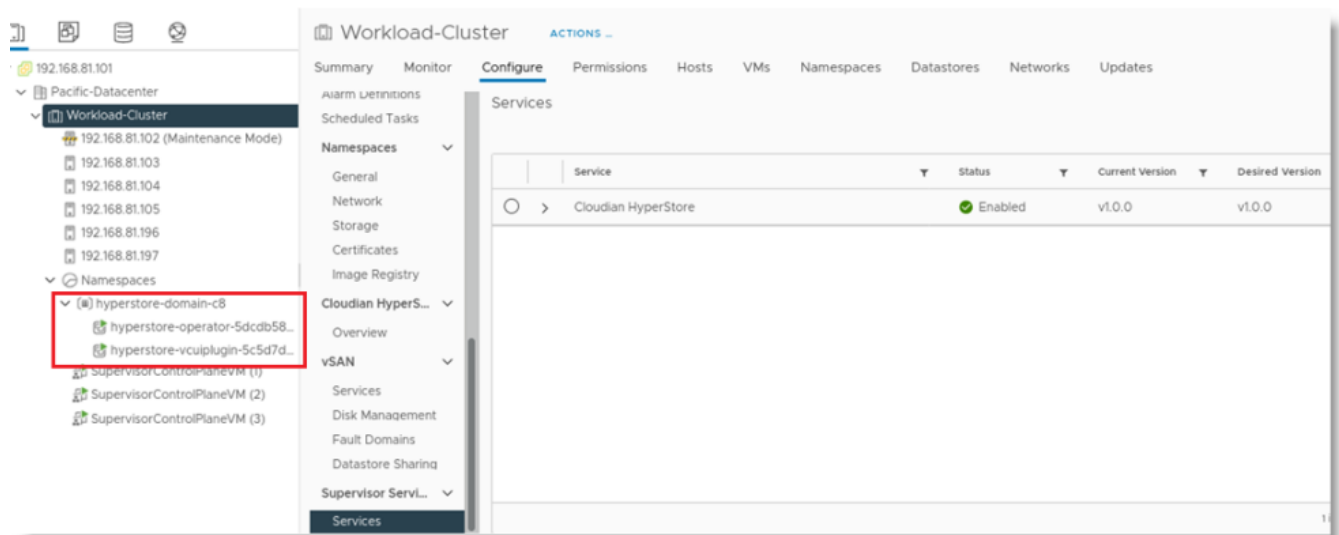 192.168.81.101
Pacific-Datacenter
Workload-Cluster
192.168.81.102 (Maintenance Mode)
192.168.81.103
192.168.81.104
192.168.81.105
192.168.81.196
192.168.81.197
Namespaces
hyperstore-domain-c8
hyperstore-operator-5dcdb58...
hyperstore-vcuiplugin-5c5d7d...
SupervisorControlPlaneVM (1)
SupervisorControlPlaneVM (2)
SupervisorControlPlaneVM (3)
Workload-Cluster ACTIONS ...
Summary Monitor Configure Permissions Hosts VMs Namespaces Datastores Networks Updates
Alarm Definitions
Scheduled Tasks
Namespaces
General
Network
Storage
Certificates
Image Registry
Cloudian HyperS...
Overview
vSAN
Services
Disk Management
Fault Domains
Datastore Sharing
Supervisor Servi...
Services
Services
Service Status Current Version Desired Version
Cloudian HyperStore Enabled v1.0.0 v1.0.0